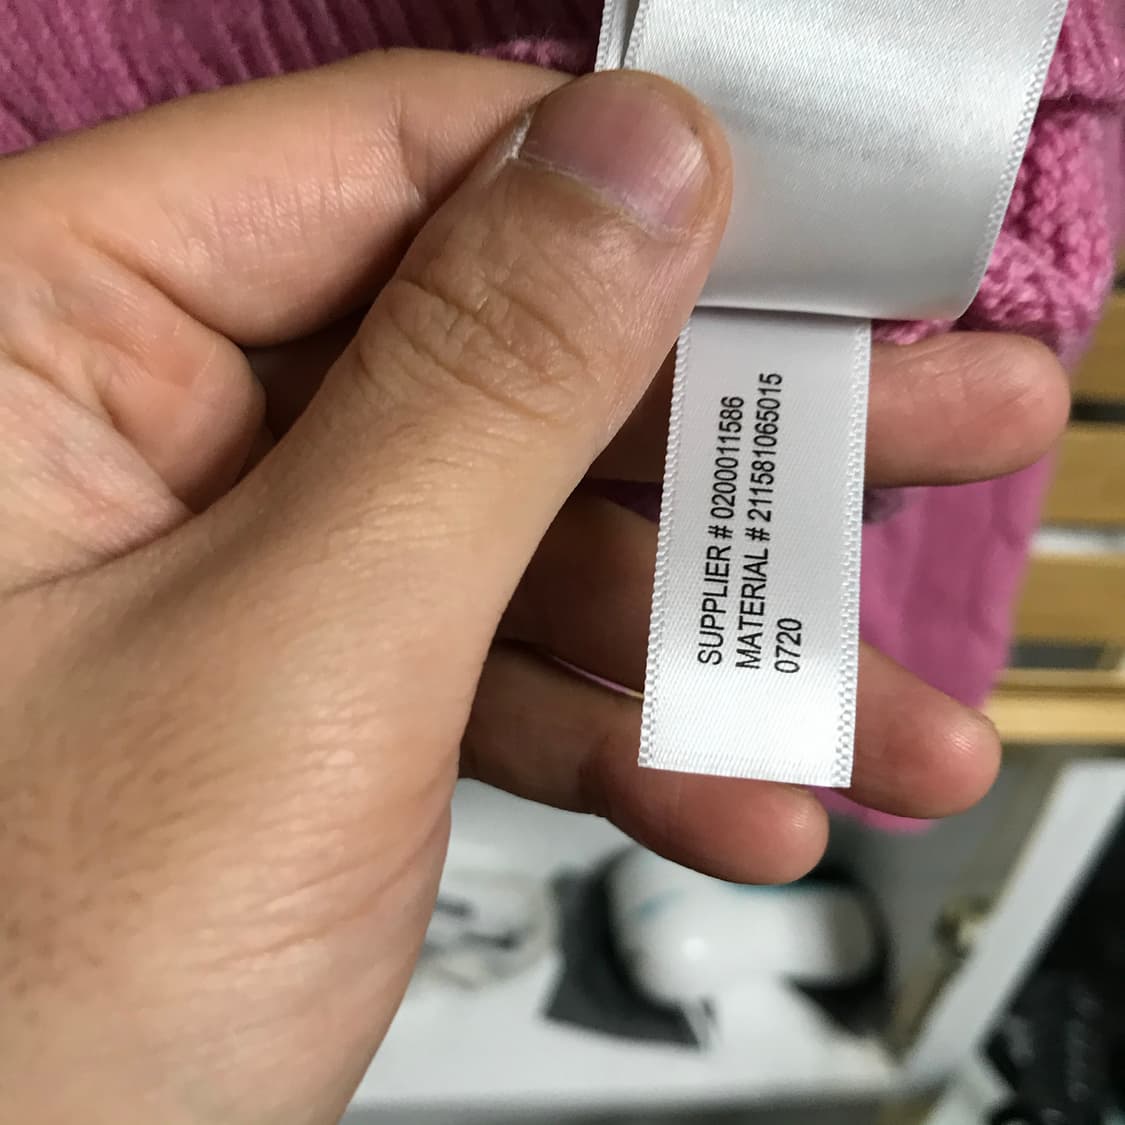 SUPPLIER # 0200011586
MATERIAL # 211581065015
0720